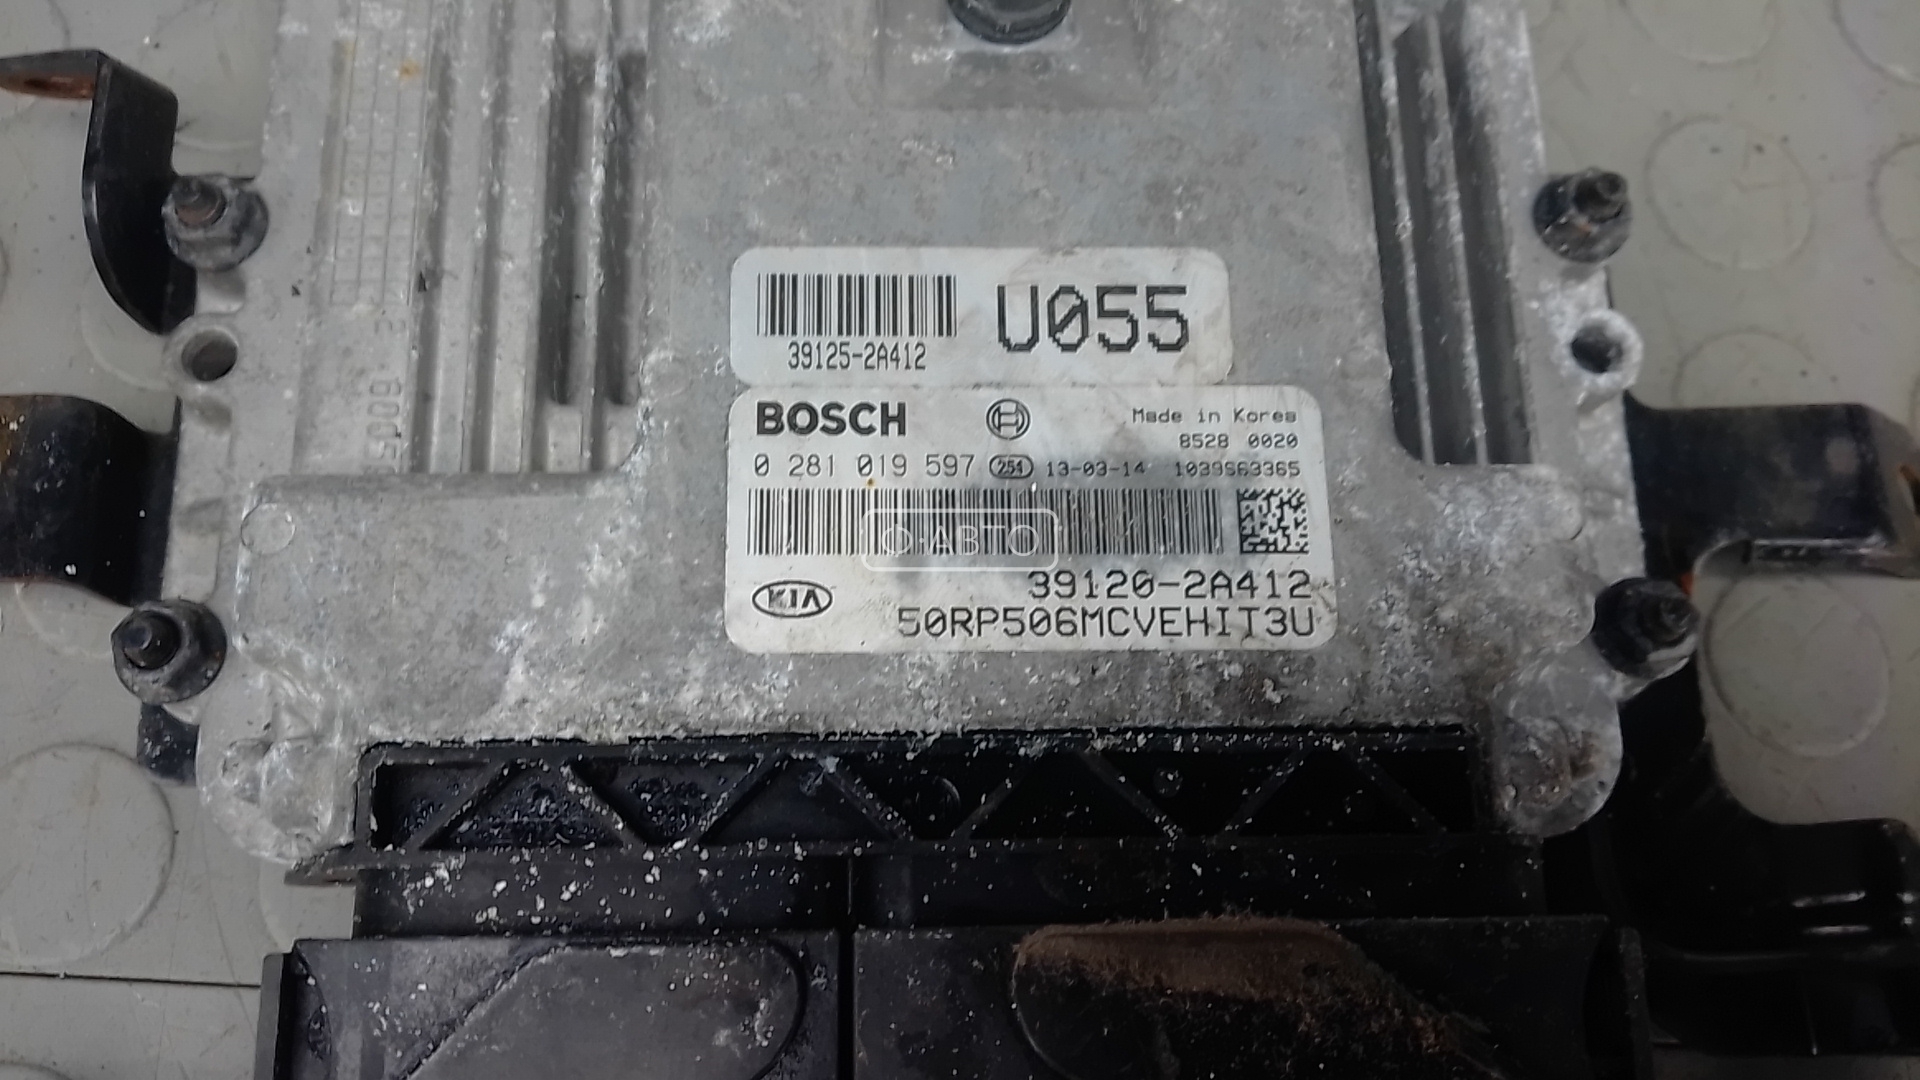 39125-2A412
U055
BOSCH
Made in Korea
8528 0020
0 281 019 597 254 13-03-14 1039S63365
О·АВТО
KIA
39120-2A412
50RP506MCVEHIT3U